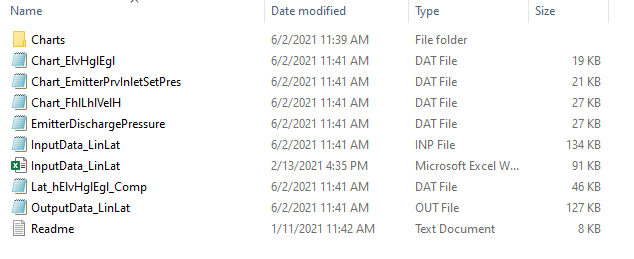 Name Date modified Type Size
Charts 6/2/2021 11:39 AM File folder
Chart_ElvHglEgl 6/2/2021 11:41 AM DAT File 19 KB
Chart_EmitterPrvInletSetPres 6/2/2021 11:41 AM DAT File 21 KB
Chart_FhlLhlVelH 6/2/2021 11:41 AM DAT File 27 KB
EmitterDischargePressure 6/2/2021 11:41 AM DAT File 27 KB
InputData_LinLat 6/2/2021 11:41 AM INP File 134 KB
InputData_LinLat 2/13/2021 4:35 PM Microsoft Excel W... 91 KB
Lat_hElvHglEgl_Comp 6/2/2021 11:41 AM DAT File 46 KB
OutputData_LinLat 6/2/2021 11:41 AM OUT File 127 KB
Readme 1/11/2021 11:42 AM Text Document 8 KB